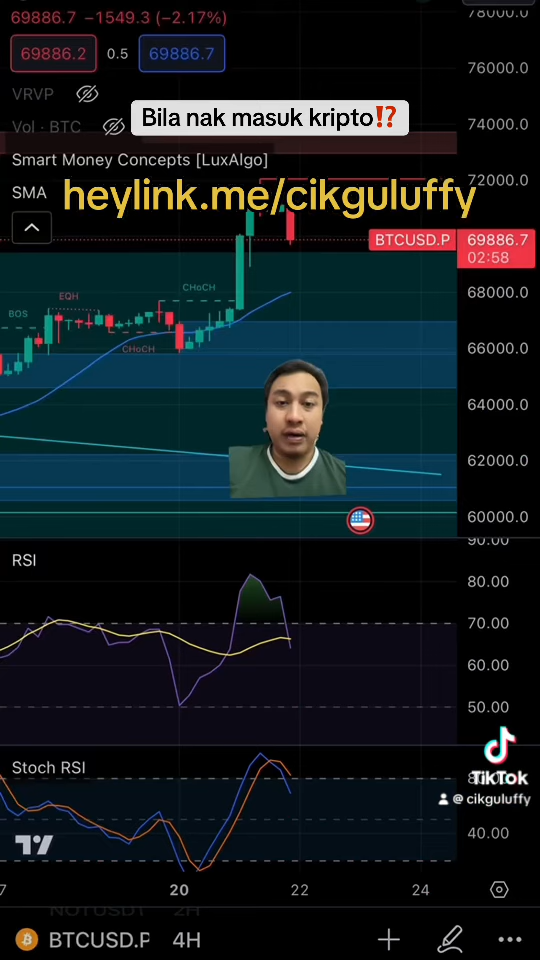 69886.7 −1549.3 (−2.17%)
78000.0
69886.2 0.5 69886.7
76000.0
VRVP
Bila nak masuk kripto⁉️
Vol · BTC
74000.0
Smart Money Concepts [LuxAlgo]
72000.0
SMA
heylink.me/cikguluffy
BTCUSD.P 69886.7
02:58
CHoCH
EQH
BOS
68000.0
CHoCH
66000.0
64000.0
62000.0
60000.0
90.00
RSI
80.00
70.00
60.00
50.00
Stoch RSI
TikTok
@cikguluffy
40.00
20 22 24
NOTUSDT 2H
BTCUSD.P 4H